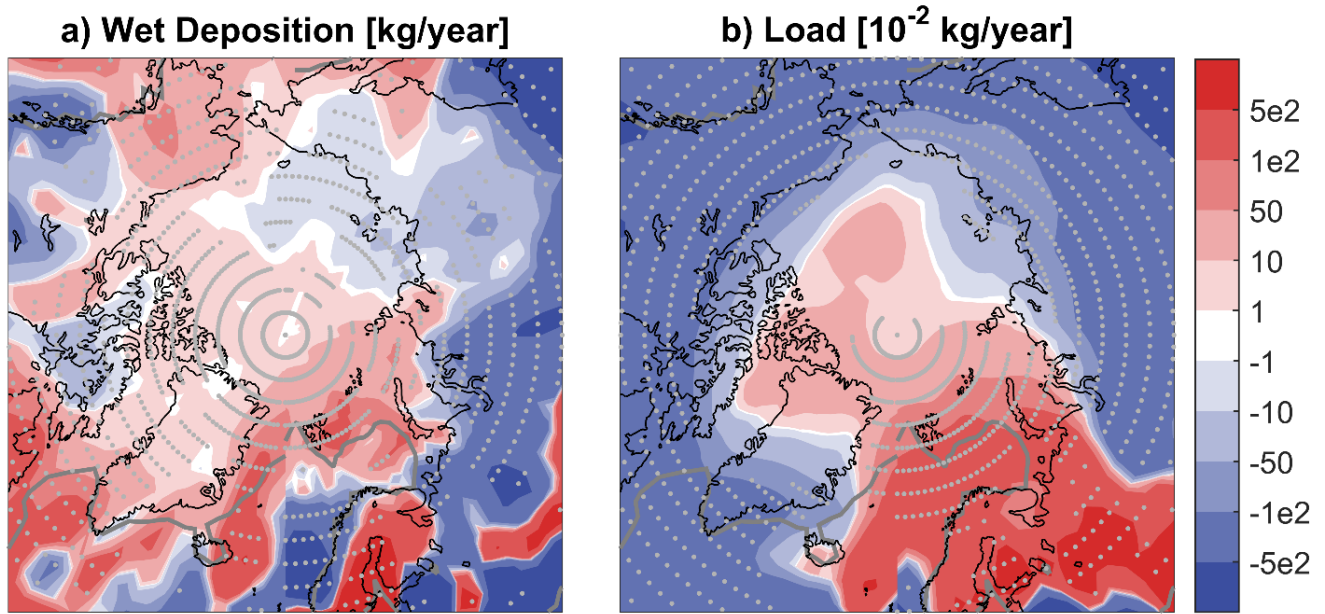 a) Wet Deposition [kg/year]
b) Load [10⁻² kg/year]
5e2
1e2
50
10
1
-1
-10
-50
-1e2
-5e2